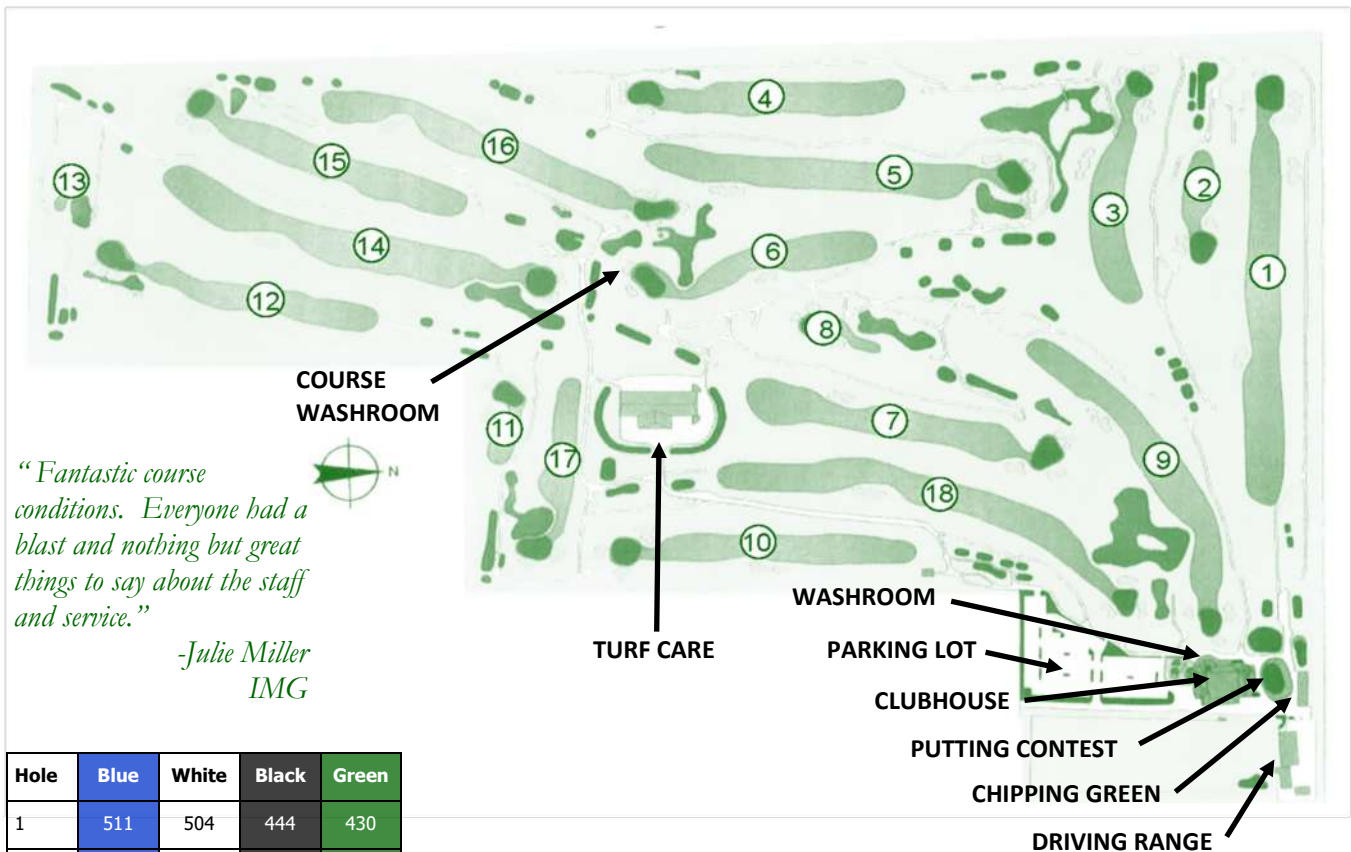 4
16
15
5
13
2
3
14
6
1
12
8
COURSE
WASHROOM
7
11
17
9
N
18
10
“Fantastic course
conditions. Everyone had a
blast and nothing but great
things to say about the staff
and service.”
-Julie Miller
IMG
WASHROOM
TURF CARE
PARKING LOT
CLUBHOUSE
PUTTING CONTEST
CHIPPING GREEN
DRIVING RANGE
Hole Blue White Black Green
1 511 504 444 430